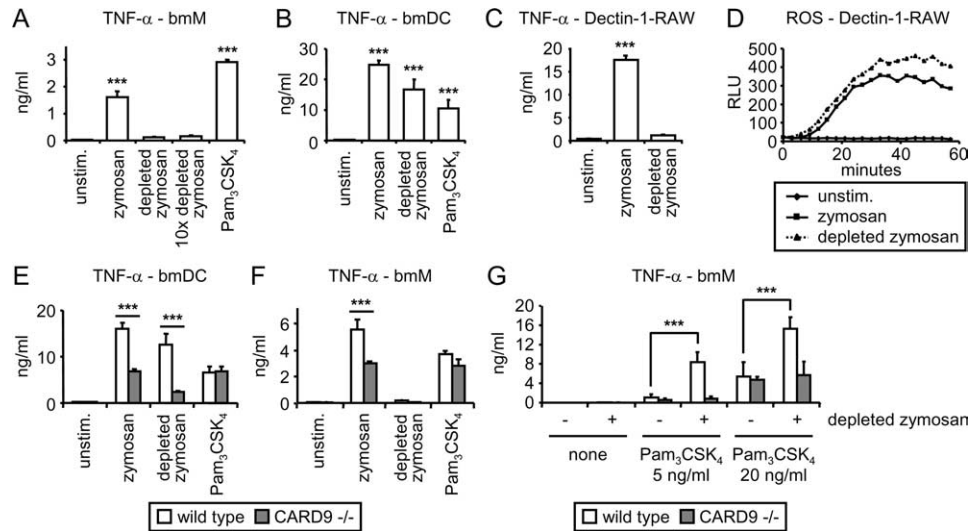 A
TNF-α - bmM
ng/ml
3
2
1
0
***
***
unstim.
zymosan
depleted zymosan
10x depleted zymosan
Pam₃CSK₄
B
TNF-α - bmDC
ng/ml
30
20
10
0
***
***
***
unstim.
zymosan
depleted zymosan
Pam₃CSK₄
C
TNF-α - Dectin-1-RAW
ng/ml
20
15
10
5
0
***
unstim.
zymosan
depleted zymosan
D
ROS - Dectin-1-RAW
RLU
500
400
300
200
100
0
0 20 40 60
minutes
unstim.
zymosan
depleted zymosan
E
TNF-α - bmDC
ng/ml
20
10
0
***
***
unstim.
zymosan
depleted zymosan
Pam₃CSK₄
F
TNF-α - bmM
ng/ml
6
4
2
0
***
unstim.
zymosan
depleted zymosan
Pam₃CSK₄
G
TNF-α - bmM
ng/ml
16
12
8
4
0
***
***
- + - + - + depleted zymosan
none
Pam₃CSK₄ 5 ng/ml
Pam₃CSK₄ 20 ng/ml
wild type CARD9 -/-
wild type CARD9 -/-